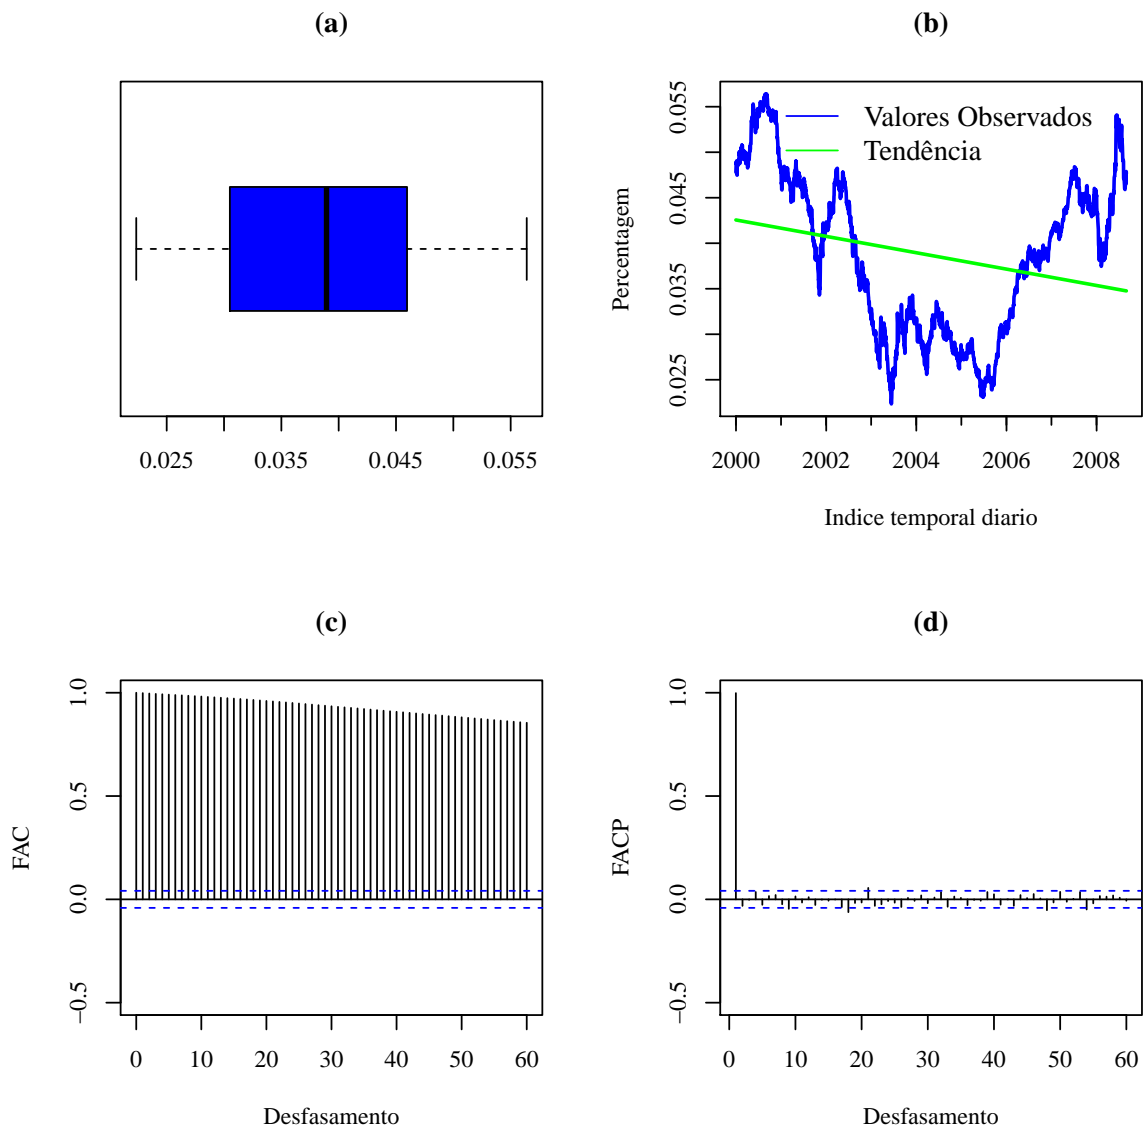 (a)
0.025 0.035 0.045 0.055
(b)
Valores Observados
Tendência
Percentagem
0.025 0.035 0.045 0.055
2000 2002 2004 2006 2008
Indice temporal diario
(c)
FAC
−0.5 0.0 0.5 1.0
0 10 20 30 40 50 60
Desfasamento
(d)
FACP
−0.5 0.0 0.5 1.0
0 10 20 30 40 50 60
Desfasamento